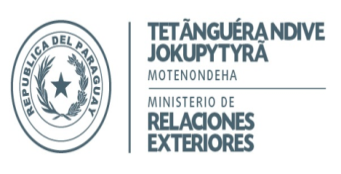 REPUBLICA DEL PARAGUAY
TETÃNGUÉRA NDIVE
JOKUPYTYRÃ
MOTENONDEHA
MINISTERIO DE
RELACIONES
EXTERIORES